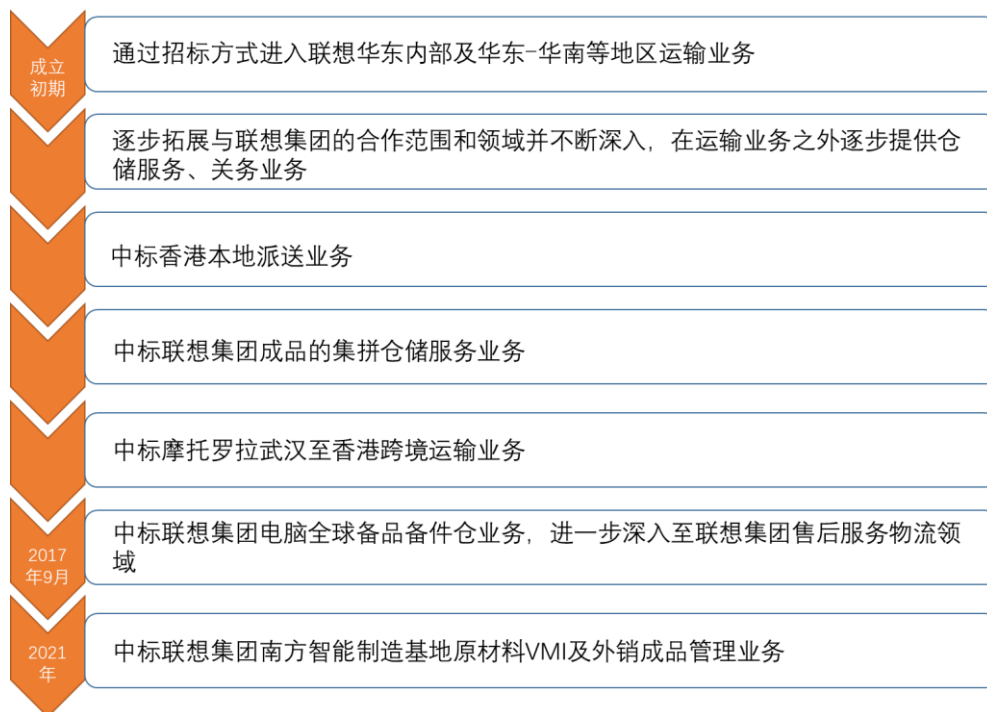 成立
初期
通过招标方式进入联想华东内部及华东-华南等地区运输业务
逐步拓展与联想集团的合作范围和领域并不断深入，在运输业务之外逐步提供仓
储服务、关务业务
中标香港本地派送业务
中标联想集团成品的集拼仓储服务业务
中标摩托罗拉武汉至香港跨境运输业务
2017
年9月
中标联想集团电脑全球备品备件仓业务，进一步深入至联想集团售后服务物流领
域
2021
年
中标联想集团南方智能制造基地原材料VMI及外销成品管理业务